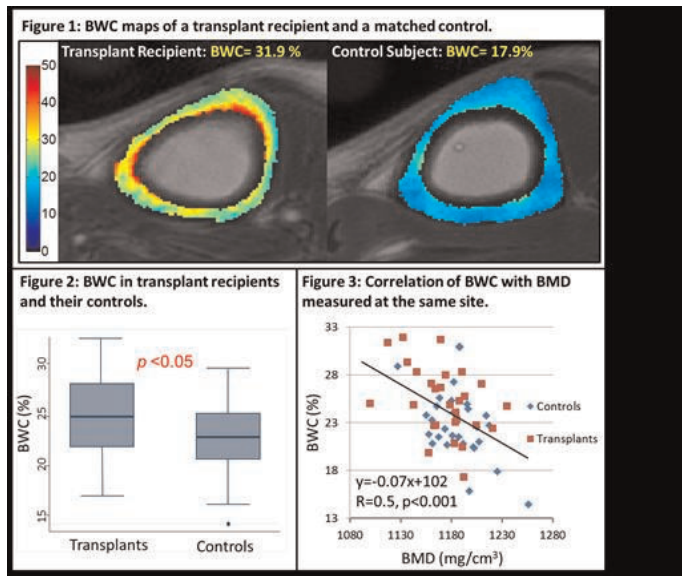 Figure 1: BWC maps of a transplant recipient and a matched control.
Transplant Recipient: BWC= 31.9 %
Control Subject: BWC= 17.9%
50
40
30
20
10
0
Figure 2: BWC in transplant recipients
and their controls.
p <0.05
BWC (%)
30
25
20
15
Transplants
Controls
Figure 3: Correlation of BWC with BMD
measured at the same site.
BWC (%)
33
28
23
18
13
Controls
Transplants
y=-0.07x+102
R=0.5, p<0.001
1080 1130 1180 1230 1280
BMD (mg/cm³)